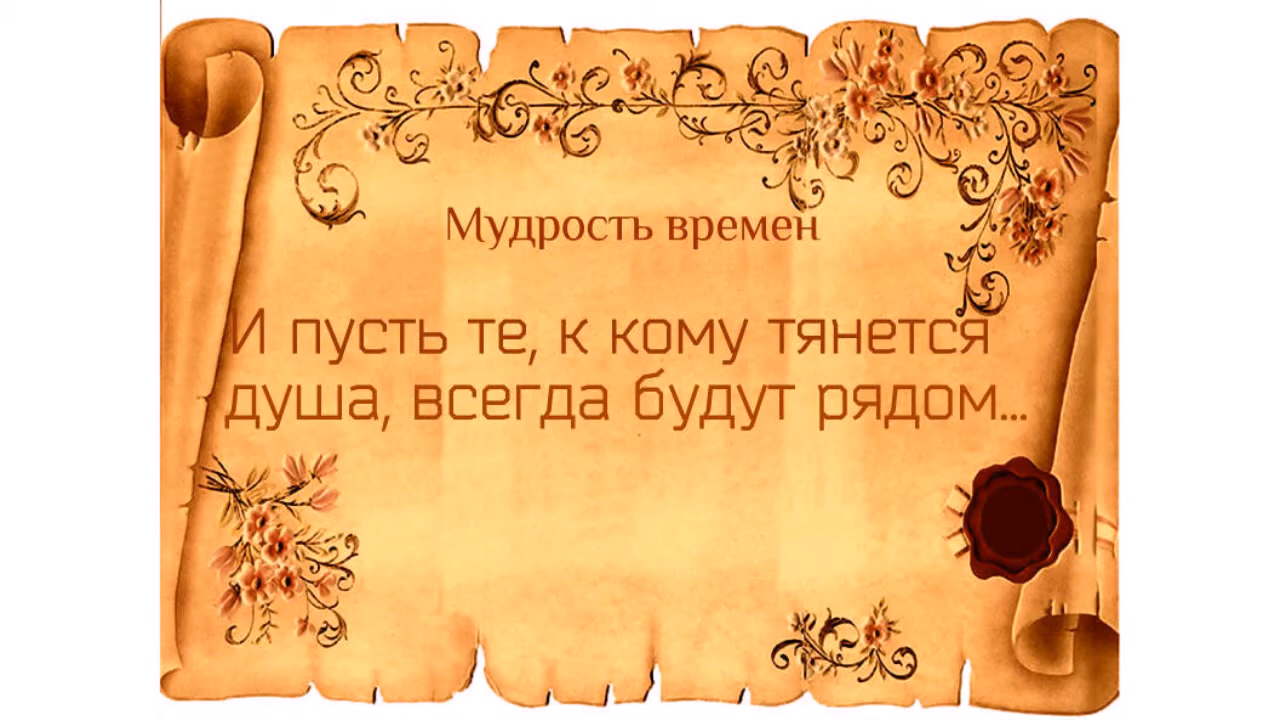 Мудрость времен
И пусть те, к кому тянется
душа, всегда будут рядом...